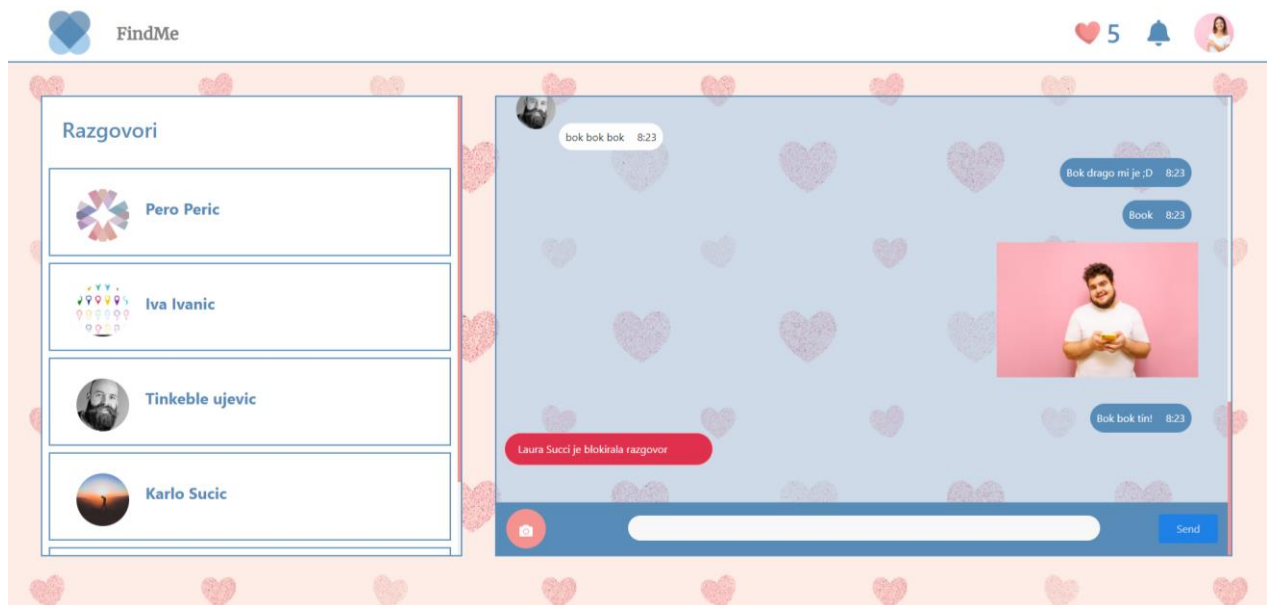 FindMe
5
Razgovori
Pero Peric
Iva Ivanic
Tinkeble ujevic
Karlo Sucic
bok bok bok 8:23
Bok drago mi je ;D 8:23
Book 8:23
Bok bok tin! 8:23
Laura Succi je blokirala razgovor
Send